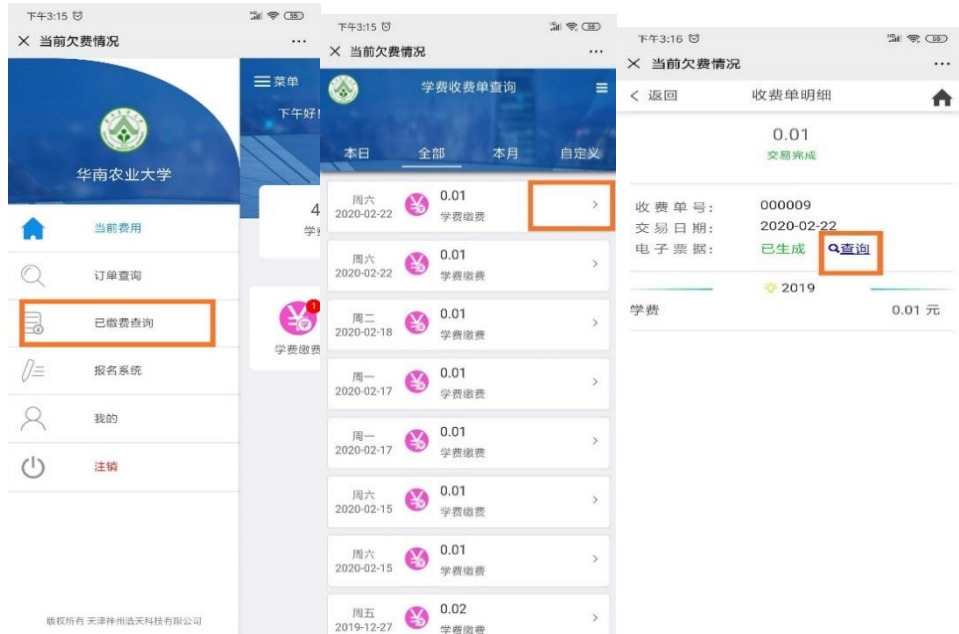 下午3:15
55
当前欠费情况
华南农业大学
当前费用
订单查询
已缴费查询
报名系统
我的
注销
版权所有 天津神州浩天科技有限公司
菜单
下午好!
4
1
学费缴费
下午3:15
55
当前欠费情况
学费收费单查询
本日 全部 本月 自定义
周六 0.01
2020-02-22 学费缴费
周六 0.01
2020-02-22 学费缴费
周二 0.01
2020-02-18 学费缴费
周一 0.01
2020-02-17 学费缴费
周一 0.01
2020-02-17 学费缴费
周六 0.01
2020-02-15 学费缴费
周六 0.01
2020-02-15 学费缴费
周五 0.02
2019-12-27 学费缴费
下午3:16
55
当前欠费情况
返回 收费单明细
0.01
交易完成
收费单号: 000009
交易日期: 2020-02-22
电子票据: 已生成 查询
2019
学费 0.01 元